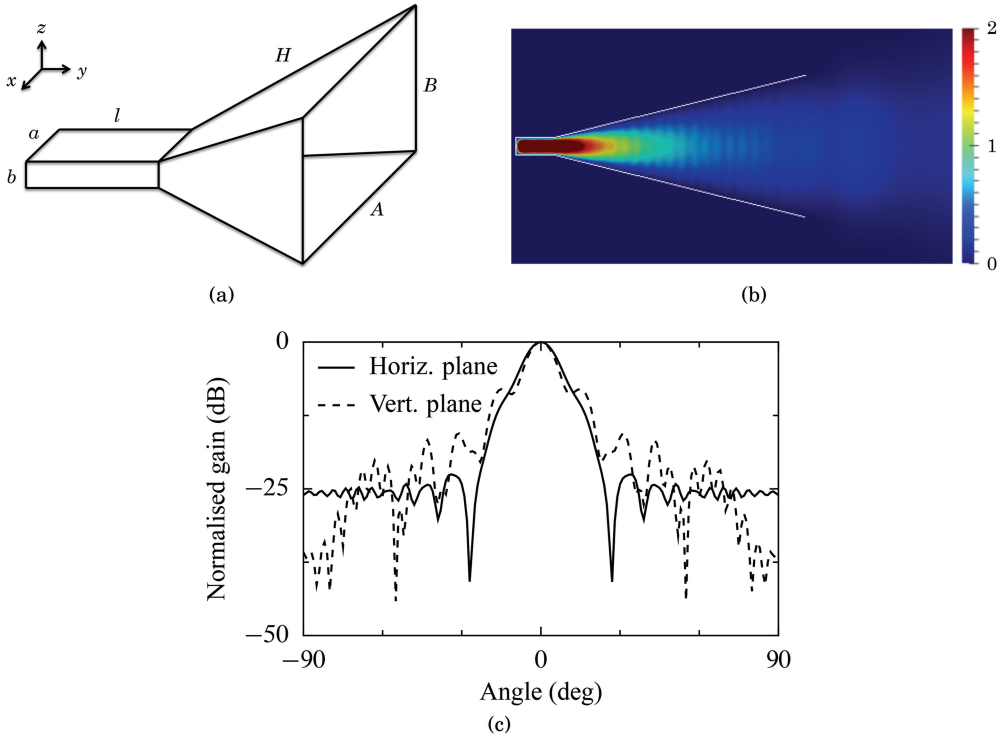 z
x
y
a
b
l
H
B
A
(a)
2
1
0
(b)
0
−25
−50
Normalised gain (dB)
Horiz. plane
Vert. plane
−90
0
90
Angle (deg)
(c)